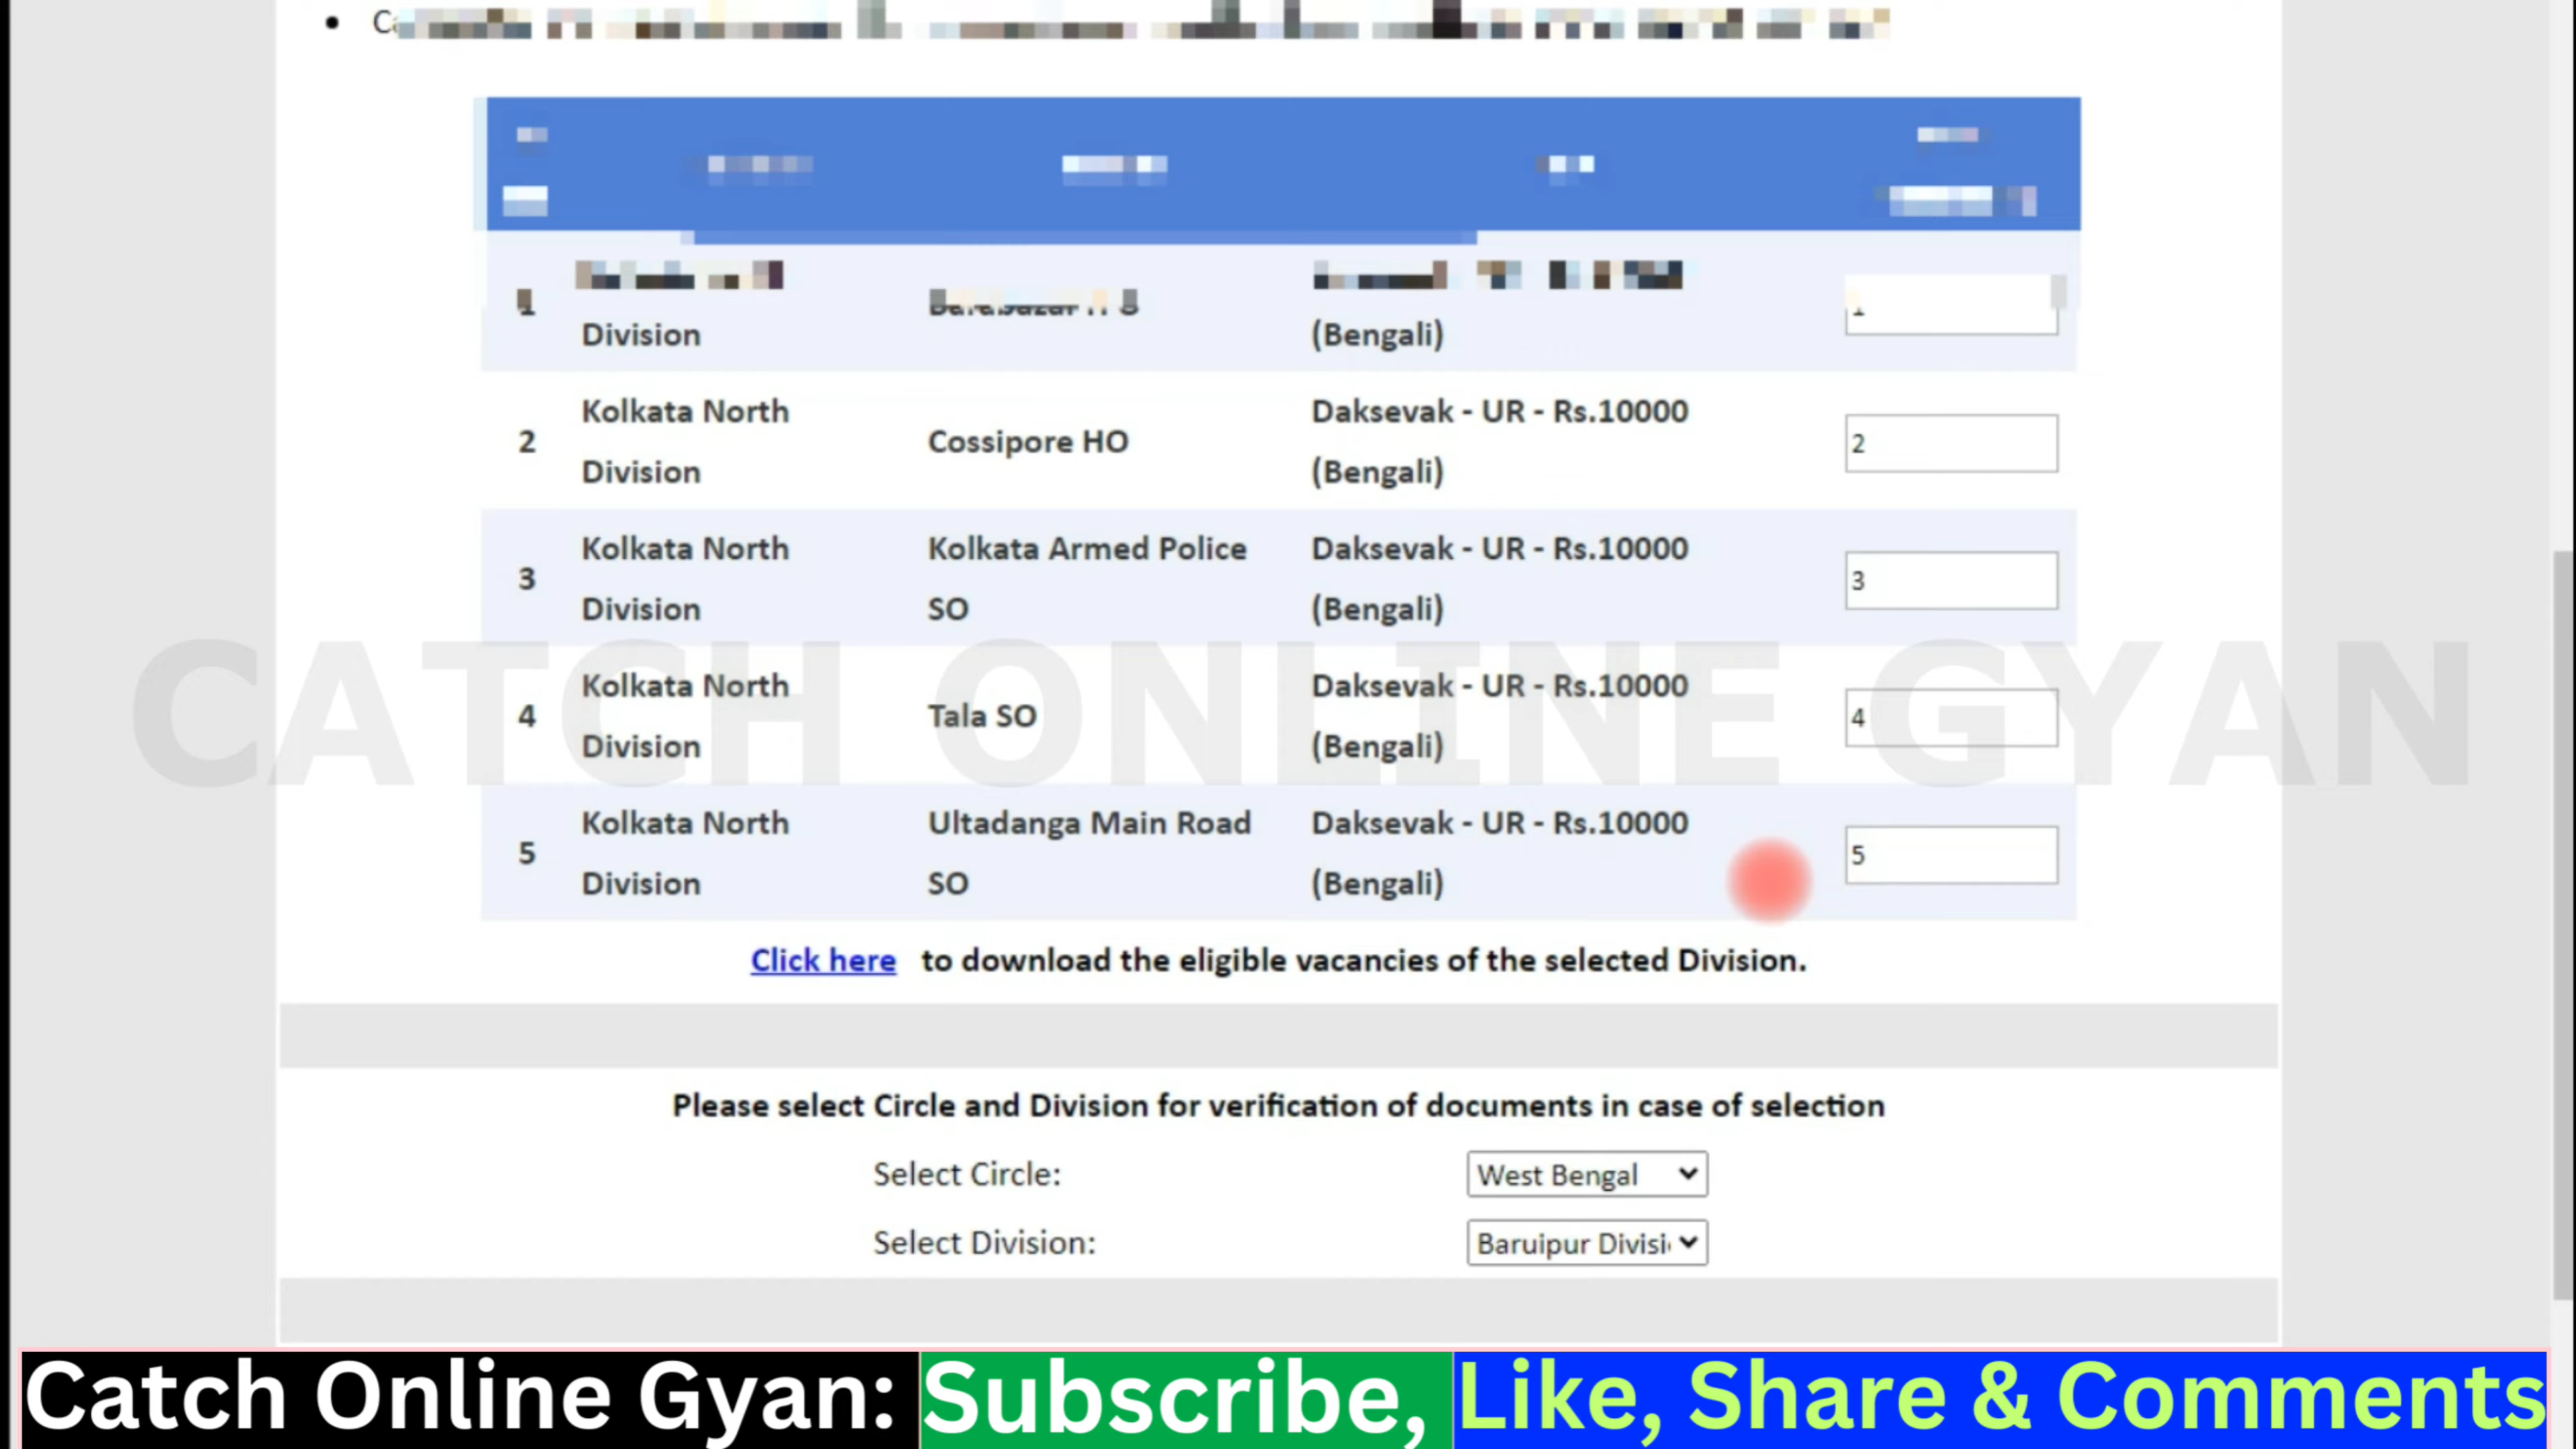 1
Division
(Bengali)
1
Kolkata North
Daksevak - UR - Rs.10000
2
Cossipore HO
2
Division
(Bengali)
Kolkata North
Kolkata Armed Police
Daksevak - UR - Rs.10000
3
3
Division
SO
(Bengali)
Kolkata North
Daksevak - UR - Rs.10000
4
Tala SO
4
Division
(Bengali)
CATCH ONLINE GYAN
Kolkata North
Ultadanga Main Road
Daksevak - UR - Rs.10000
5
5
Division
SO
(Bengali)
Click here to download the eligible vacancies of the selected Division.
Please select Circle and Division for verification of documents in case of selection
Select Circle: West Bengal
Select Division: Baruipur Divisi
Catch Online Gyan: Subscribe, Like, Share & Comments